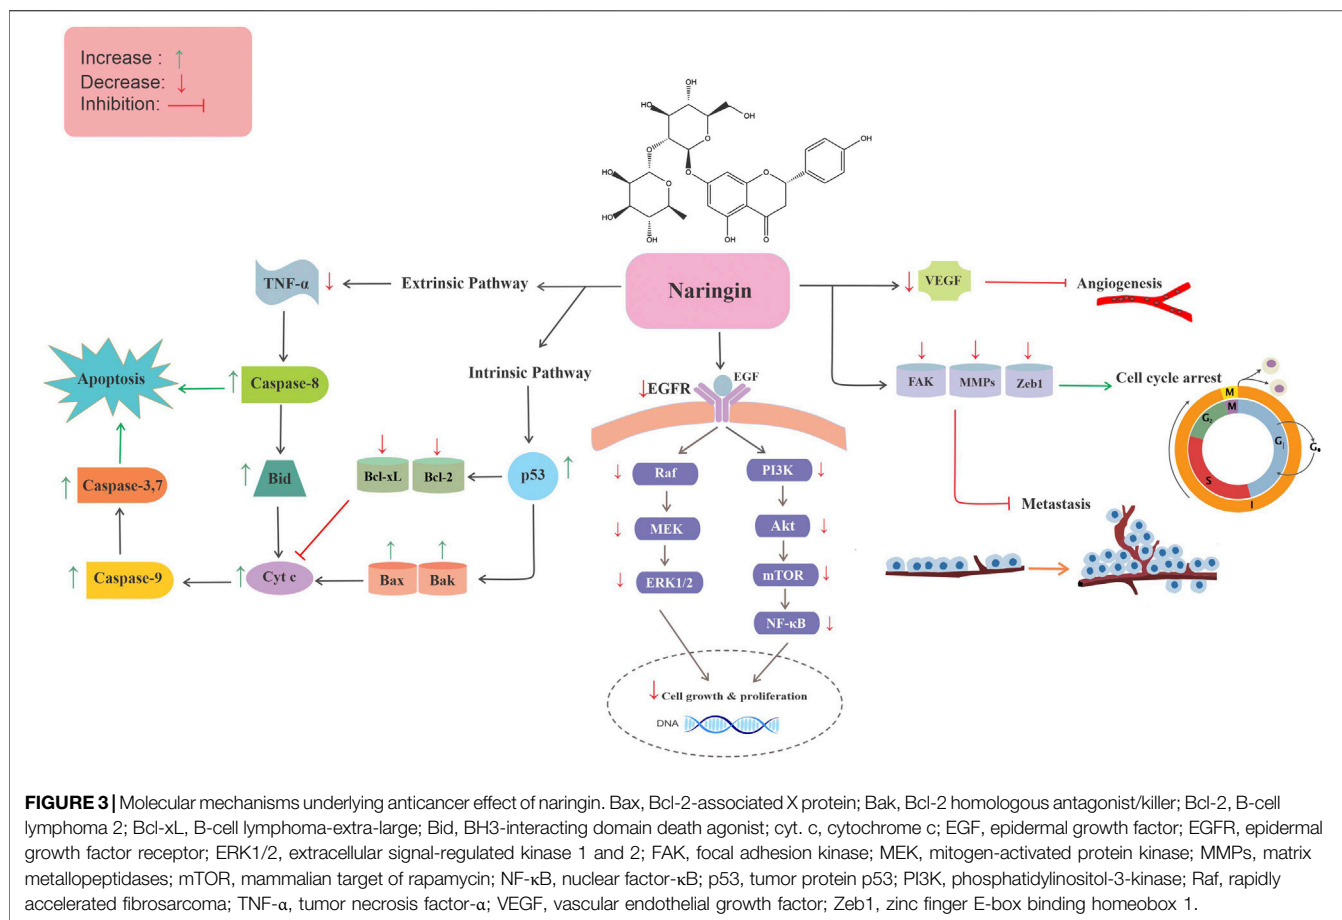 Increase :
Decrease:
Inhibition:
OH
HO
OH
HO
OH
O
O
O
O
HO
HO
OH
O
O
OH
OH
O
TNF-α
Extrinsic Pathway
Naringin
VEGF
Angiogenesis
Apoptosis
Caspase-8
Intrinsic Pathway
EGFR
EGF
FAK
MMPs
Zeb1
Cell cycle arrest
M
M
G₂
G₁
G₀
S
I
Bcl-xL
Bcl-2
p53
Raf
PI3K
Caspase-3,7
Bid
Metastasis
MEK
Akt
Caspase-9
Cyt c
Bax
Bak
ERK1/2
mTOR
NF-κB
Cell growth & proliferation
DNA
FIGURE 3 | Molecular mechanisms underlying anticancer effect of naringin. Bax, Bcl-2-associated X protein; Bak, Bcl-2 homologous antagonist/killer; Bcl-2, B-cell
lymphoma 2; Bcl-xL, B-cell lymphoma-extra-large; Bid, BH3-interacting domain death agonist; cyt. c, cytochrome c; EGF, epidermal growth factor; EGFR, epidermal
growth factor receptor; ERK1/2, extracellular signal-regulated kinase 1 and 2; FAK, focal adhesion kinase; MEK, mitogen-activated protein kinase; MMPs, matrix
metallopeptidases; mTOR, mammalian target of rapamycin; NF-κB, nuclear factor-κB; p53, tumor protein p53; PI3K, phosphatidylinositol-3-kinase; Raf, rapidly
accelerated fibrosarcoma; TNF-α, tumor necrosis factor-α; VEGF, vascular endothelial growth factor; Zeb1, zinc finger E-box binding homeobox 1.